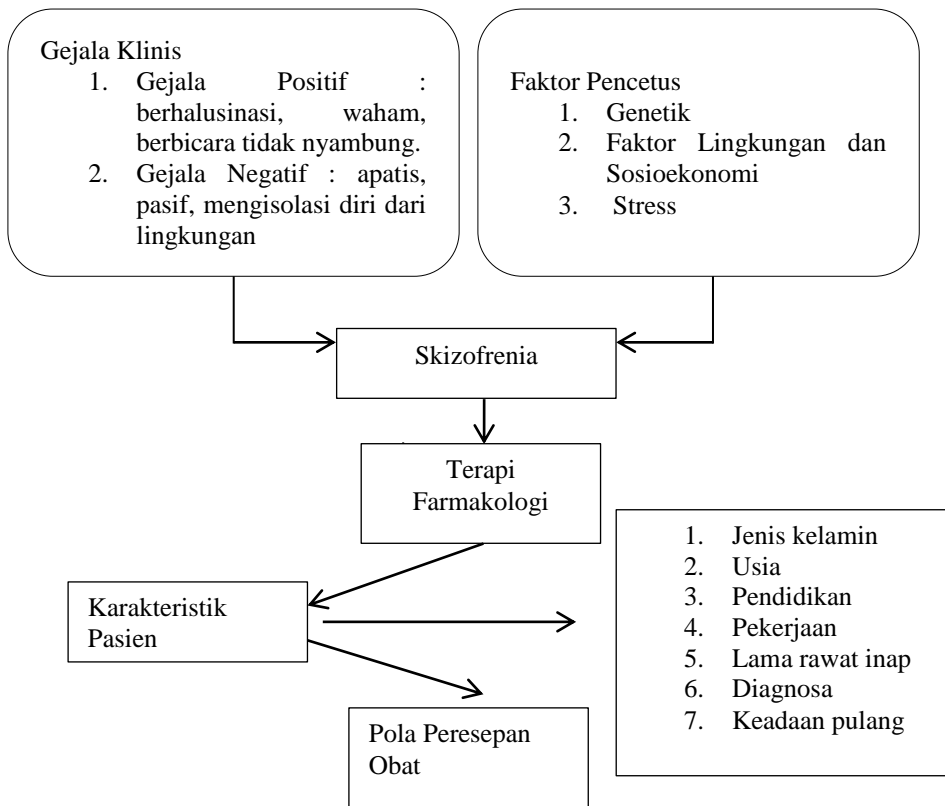 Gejala Klinis
1. Gejala Positif :
berhalusinasi, waham,
berbicara tidak nyambung.
2. Gejala Negatif : apatis,
pasif, mengisolasi diri dari
lingkungan
Faktor Pencetus
1. Genetik
2. Faktor Lingkungan dan
Sosioekonomi
3. Stress
Skizofrenia
Terapi
Farmakologi
Karakteristik
Pasien
1. Jenis kelamin
2. Usia
3. Pendidikan
4. Pekerjaan
5. Lama rawat inap
6. Diagnosa
7. Keadaan pulang
Pola Peresepan
Obat